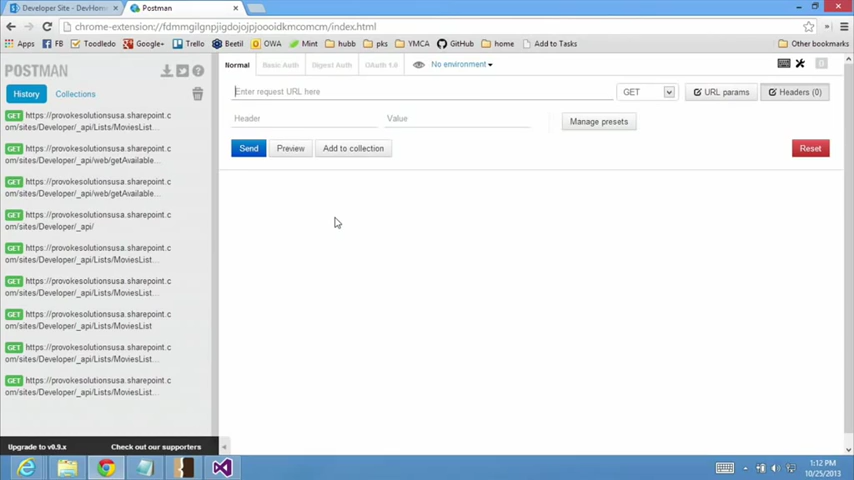 Developer Site - DevHom
Postman
chrome-extension://fdmmgilgnpjigdojojpjoooidkmcomcm/index.html
Apps FB Toodledo Google+ Trello Beetil OWA Mint hubb pks YMCA GitHub home Add to Tasks Other bookmarks
POSTMAN
Normal Basic Auth Digest Auth OAuth 1.0 No environment 0
History Collections
Enter request URL here GET URL params Headers (0)
Header Value Manage presets
Send Preview Add to collection Reset
GET https://provokesolutionsusa.sharepoint.c
om/sites/Developer/_api/Lists/MoviesList...
GET https://provokesolutionsusa.sharepoint.c
om/sites/Developer/_api/web/getAvailable...
GET https://provokesolutionsusa.sharepoint.c
om/sites/Developer/_api/web/getAvailable...
GET https://provokesolutionsusa.sharepoint.c
om/sites/Developer/_api/
GET https://provokesolutionsusa.sharepoint.c
om/sites/Developer/_api/Lists/MoviesList...
GET https://provokesolutionsusa.sharepoint.c
om/sites/Developer/_api/Lists/MoviesList...
GET https://provokesolutionsusa.sharepoint.c
om/sites/Developer/_api/Lists/MoviesList
GET https://provokesolutionsusa.sharepoint.c
om/sites/Developer/_api/Lists/MoviesList...
GET https://provokesolutionsusa.sharepoint.c
om/sites/Developer/_api/Lists/MoviesList...
Upgrade to v0.9.x Check out our supporters
1:12 PM
10/25/2013